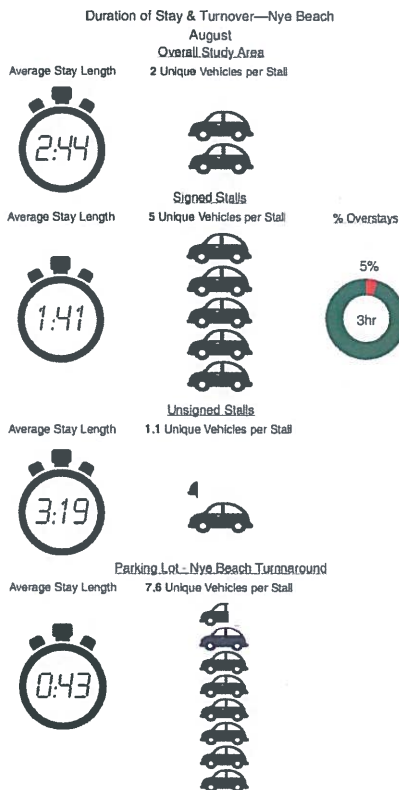 Duration of Stay & Turnover—Nye Beach
August
Overall Study Area
Average Stay Length 2 Unique Vehicles per Stall
2:44
Signed Stalls
Average Stay Length 5 Unique Vehicles per Stall % Overstays
5%
1:41
3hr
Unsigned Stalls
Average Stay Length 1.1 Unique Vehicles per Stall
3:19
Parking Lot - Nye Beach Turnnaround
Average Stay Length 7.6 Unique Vehicles per Stall
0:43